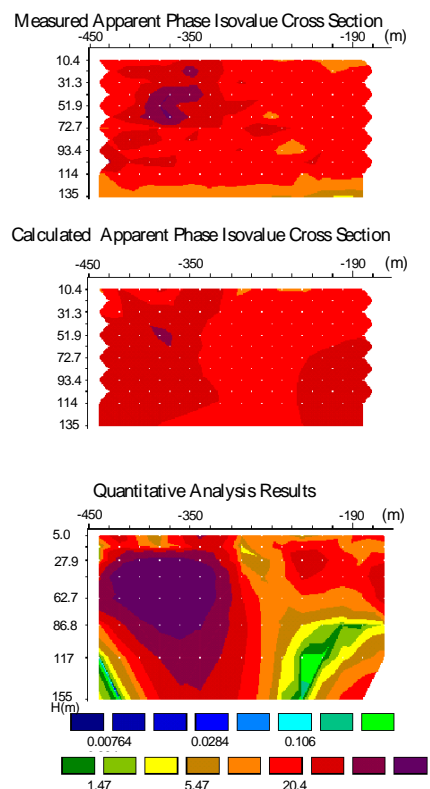 Measured Apparent Phase Isovalue Cross Section
-450 -350 -190 (m)
10.4
31.3
51.9
72.7
93.4
114
135
Calculated Apparent Phase Isovalue Cross Section
-450 -350 -190 (m)
10.4
31.3
51.9
72.7
93.4
114
135
Quantitative Analysis Results
-450 -350 -190 (m)
5.0
27.9
62.7
86.8
117
155
H(m)
0.00764 0.0284 0.106
1.47 5.47 20.4